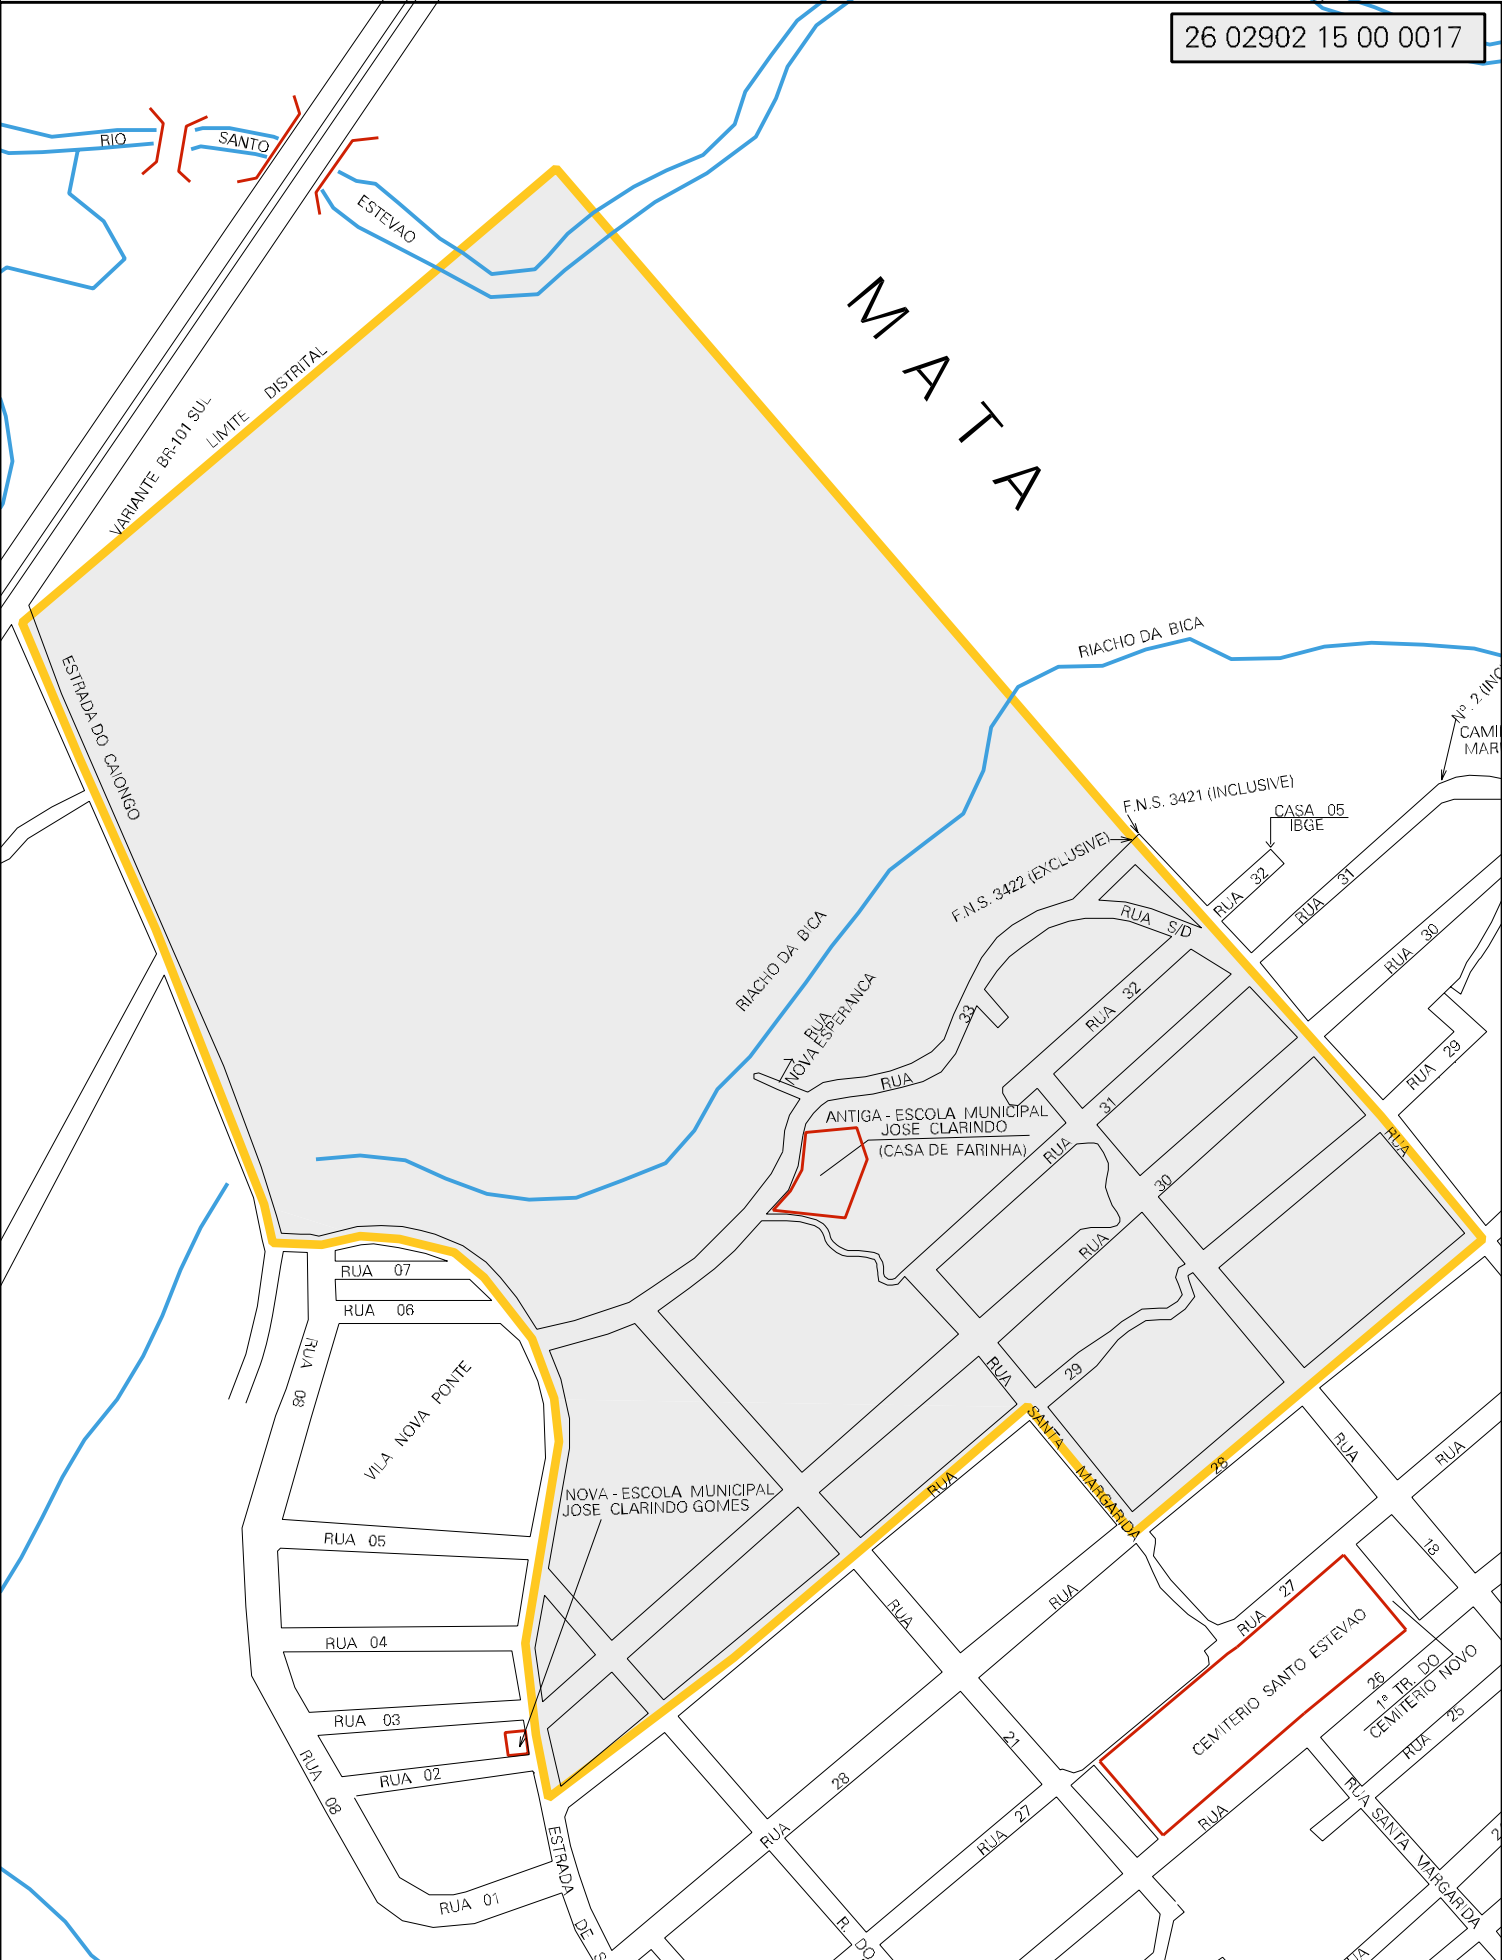 26 02902 15 00 0017
RIO
SANTO
ESTEVAO
MATA
LIMITE DISTRITAL
VARIANTE BR-101 SUL
RIACHO DA BICA
ESTRADA DO CAIONGO
CAMI
MAR
F.N.S. 3421 (INCLUSIVE)
CASA 05
IBGE
F.N.S. 3422 (EXCLUSIVE)
RUA 32
RUA 31
RUA S/D
RUA 30
RIACHO DA BICA
RUA
NOVA ESPERANCA
RUA 32
33
RUA
RUA 29
ANTIGA - ESCOLA MUNICIPAL
JOSE CLARINDO
(CASA DE FARINHA)
31
RUA
RUA
30
RUA
RUA 07
RUA 06
RUA 08
VILA NOVA PONTE
RUA
29
SANTA MARGARIDA
RUA
28
RUA
RUA
NOVA - ESCOLA MUNICIPAL
JOSE CLARINDO GOMES
RUA 05
18
RUA 27
RUA
RUA
CEMITERIO SANTO ESTEVAO
RUA 04
26
1ª TR. DO
CEMITERIO NOVO
RUA 03
21
RUA 25
RUA 02
RUA 08
28
RUA
RUA 27
RUA
RUA SANTA MARGARIDA
ESTRADA DE S
RUA 01
R. DO